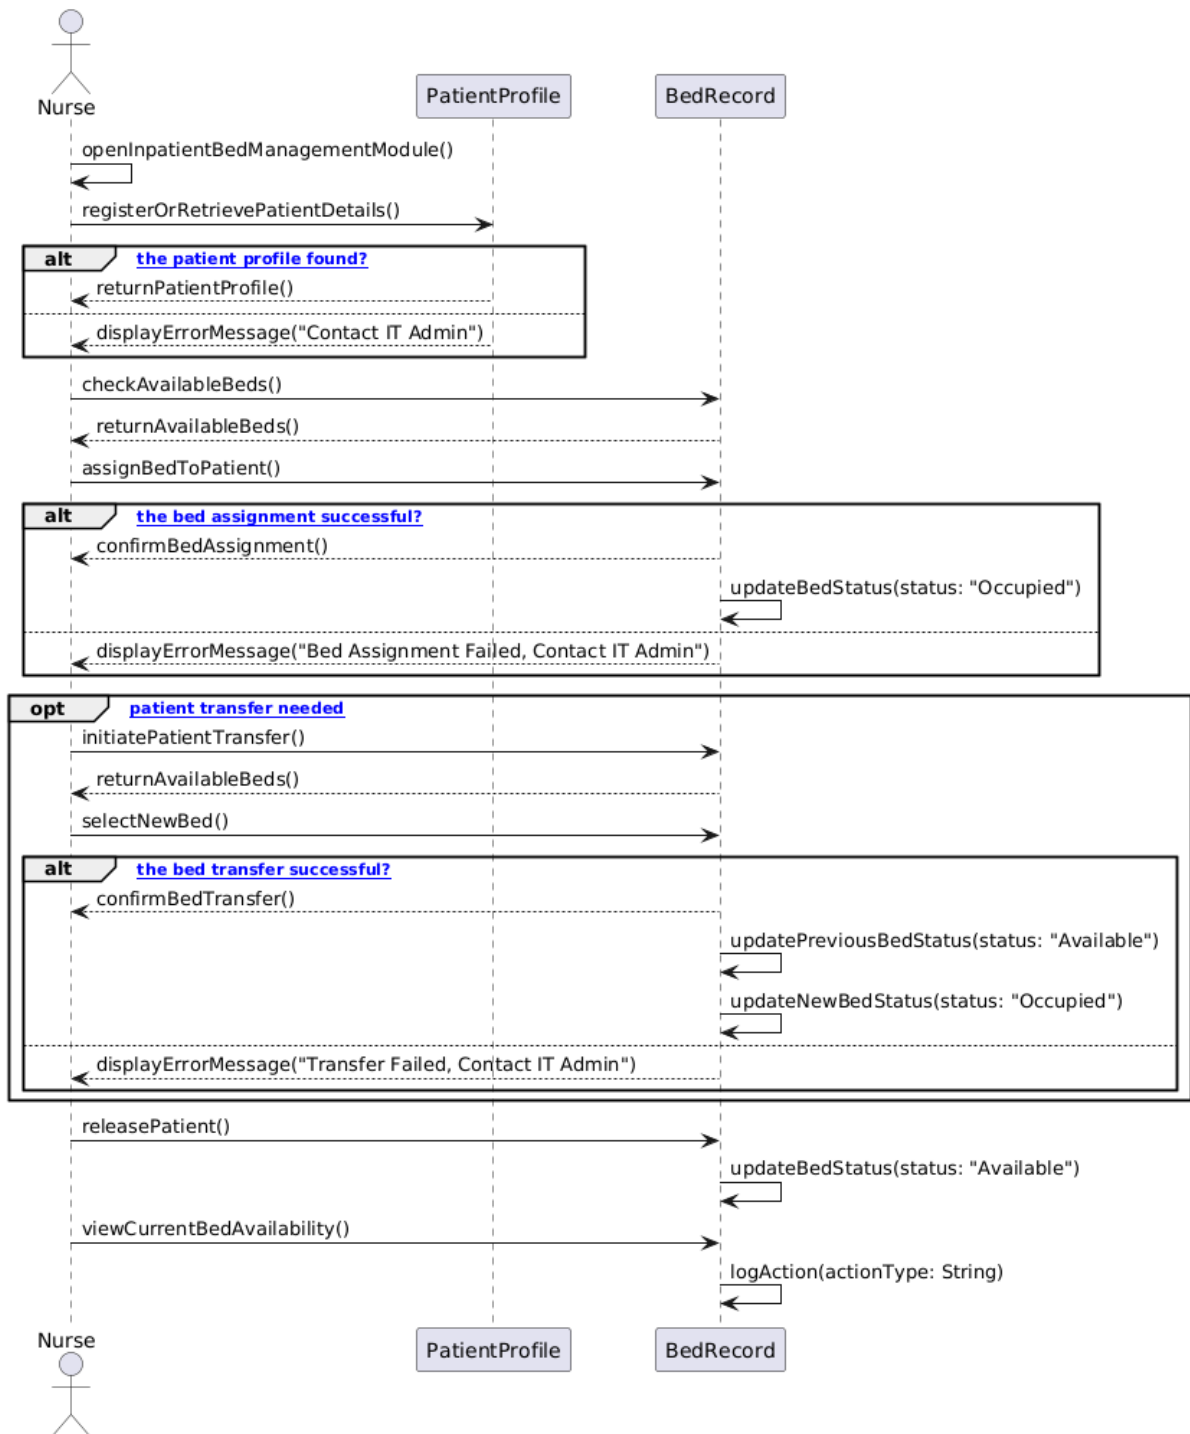 Nurse
PatientProfile
BedRecord
openInpatientBedManagementModule()
registerOrRetrievePatientDetails()
alt
the patient profile found?
returnPatientProfile()
displayErrorMessage("Contact IT Admin")
checkAvailableBeds()
returnAvailableBeds()
assignBedToPatient()
alt
the bed assignment successful?
confirmBedAssignment()
updateBedStatus(status: "Occupied")
displayErrorMessage("Bed Assignment Failed, Contact IT Admin")
opt
patient transfer needed
initiatePatientTransfer()
returnAvailableBeds()
selectNewBed()
alt
the bed transfer successful?
confirmBedTransfer()
updatePreviousBedStatus(status: "Available")
updateNewBedStatus(status: "Occupied")
displayErrorMessage("Transfer Failed, Contact IT Admin")
releasePatient()
updateBedStatus(status: "Available")
viewCurrentBedAvailability()
logAction(actionType: String)
Nurse
PatientProfile
BedRecord